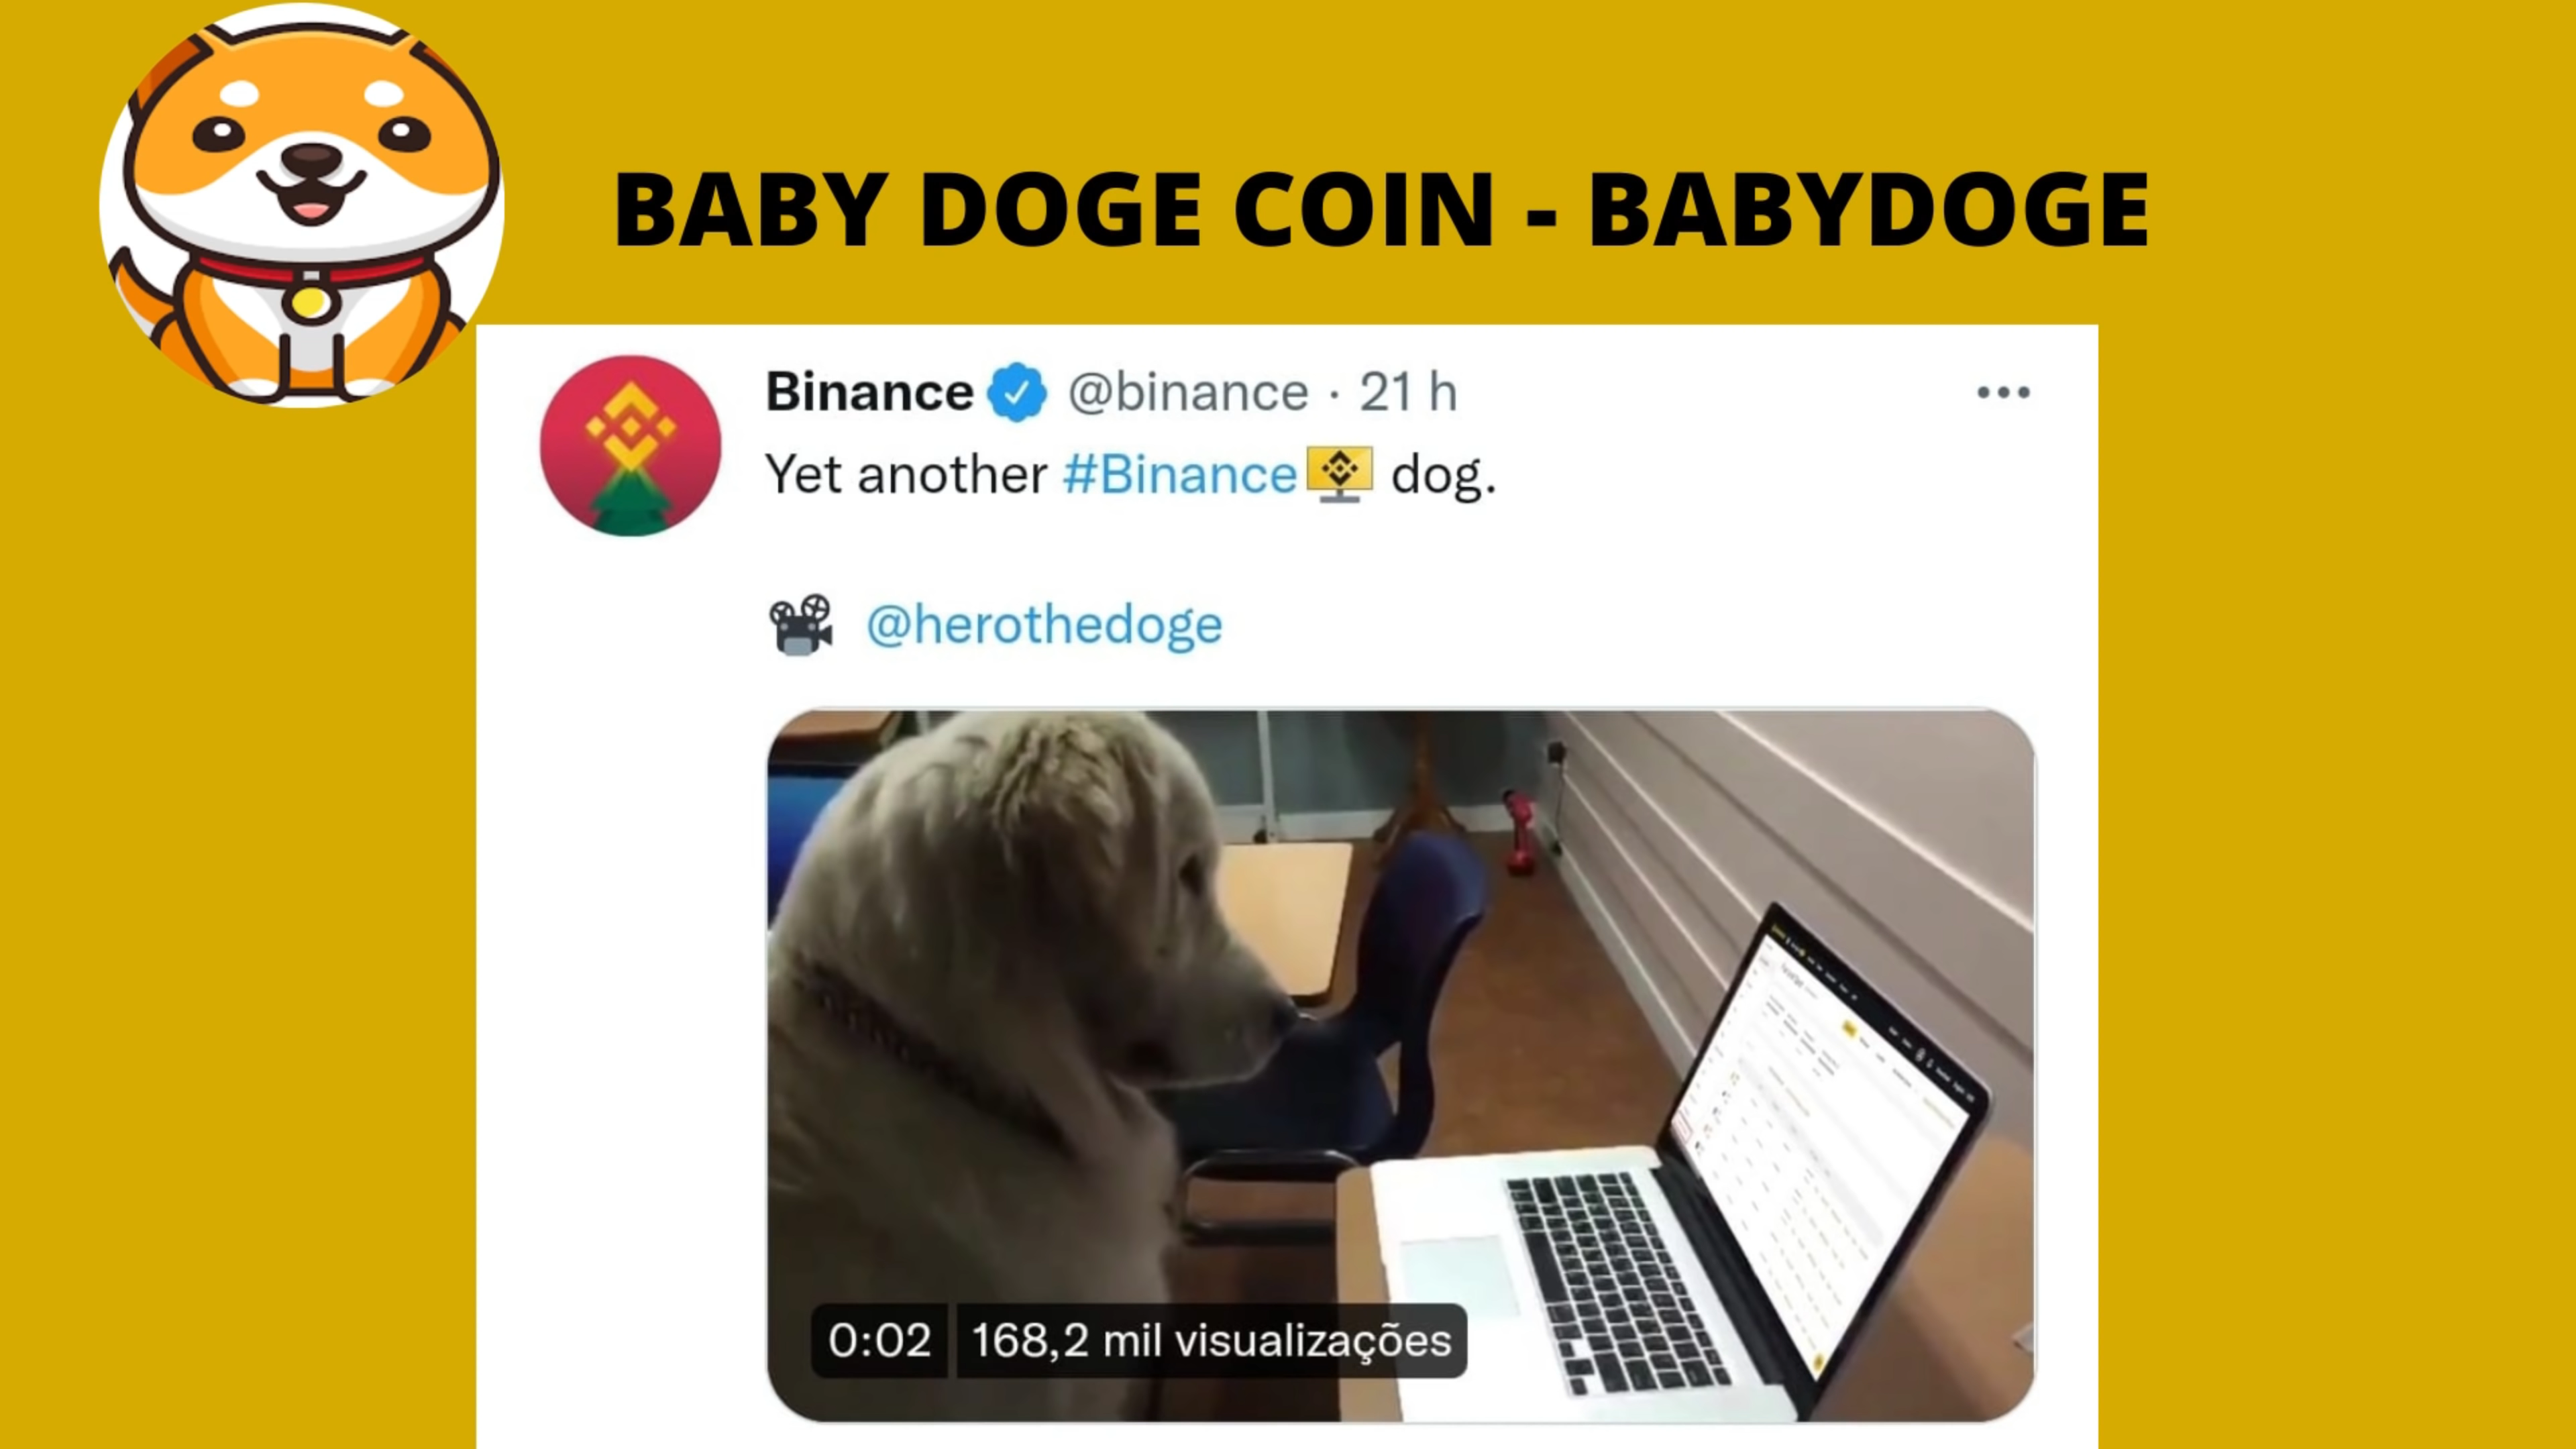 BABY DOGE COIN - BABYDOGE
Binance @binance · 21 h
Yet another #Binance dog.
@herothedoge
0:02 168,2 mil visualizações